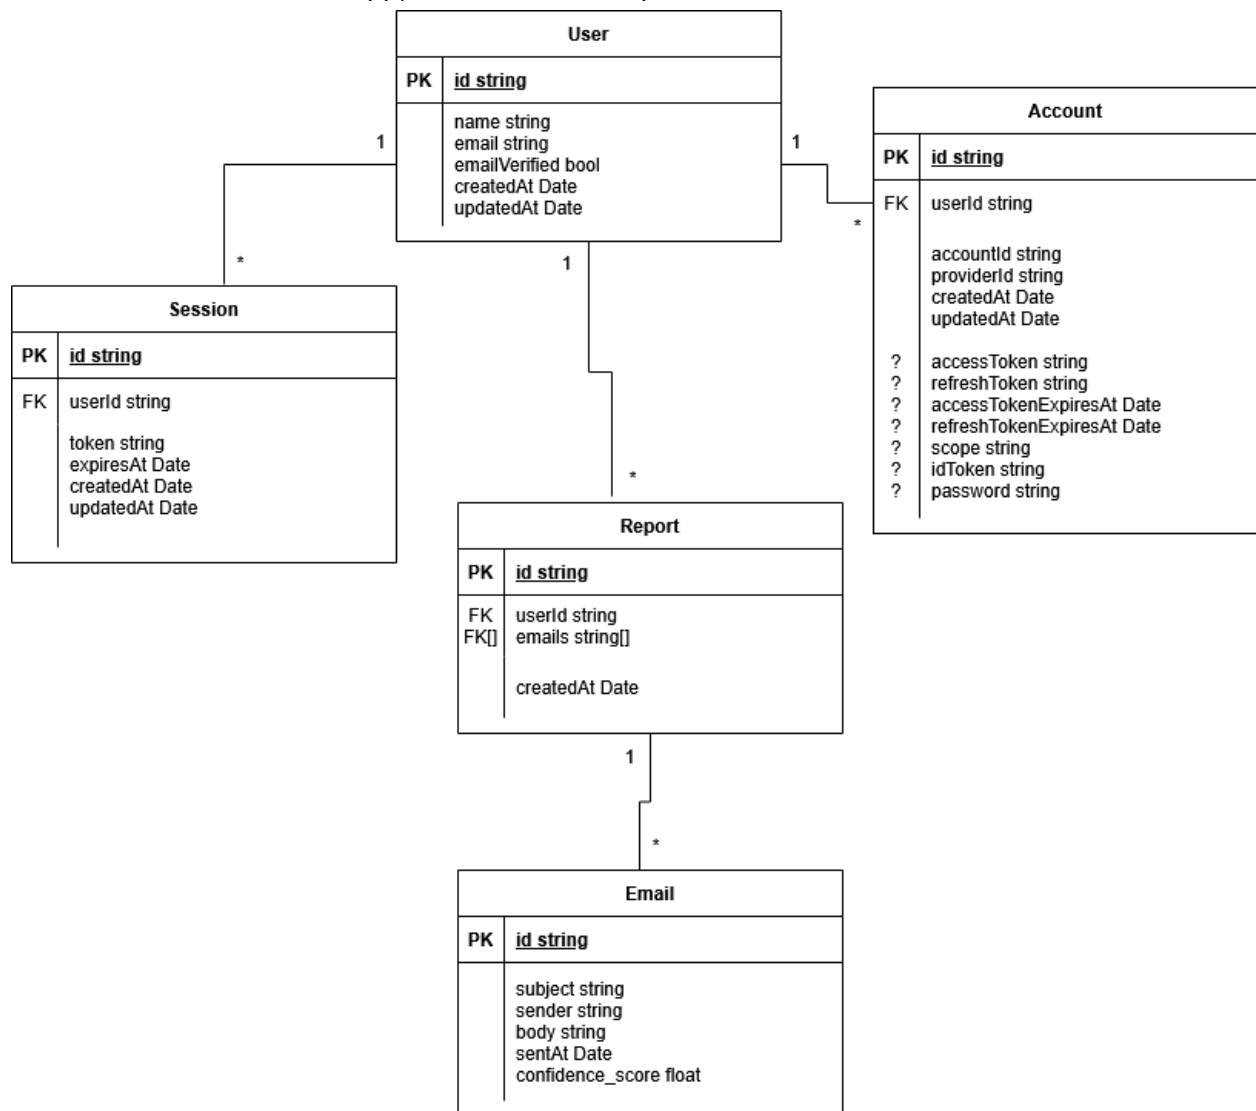 User
PK id string
name string
email string
emailVerified bool
createdAt Date
updatedAt Date
1
1
1
*
*
*
Account
PK id string
FK userId string
accountId string
providerId string
createdAt Date
updatedAt Date
? accessToken string
? refreshToken string
? accessTokenExpiresAt Date
? refreshTokenExpiresAt Date
? scope string
? idToken string
? password string
Session
PK id string
FK userId string
token string
expiresAt Date
createdAt Date
updatedAt Date
Report
PK id string
FK userId string
FK[] emails string[]
createdAt Date
1
*
Email
PK id string
subject string
sender string
body string
sentAt Date
confidence_score float